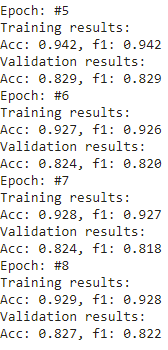 Epoch: #5
Training results:
Acc: 0.942, f1: 0.942
Validation results:
Acc: 0.829, f1: 0.829
Epoch: #6
Training results:
Acc: 0.927, f1: 0.926
Validation results:
Acc: 0.824, f1: 0.820
Epoch: #7
Training results:
Acc: 0.928, f1: 0.927
Validation results:
Acc: 0.824, f1: 0.818
Epoch: #8
Training results:
Acc: 0.929, f1: 0.928
Validation results:
Acc: 0.827, f1: 0.822